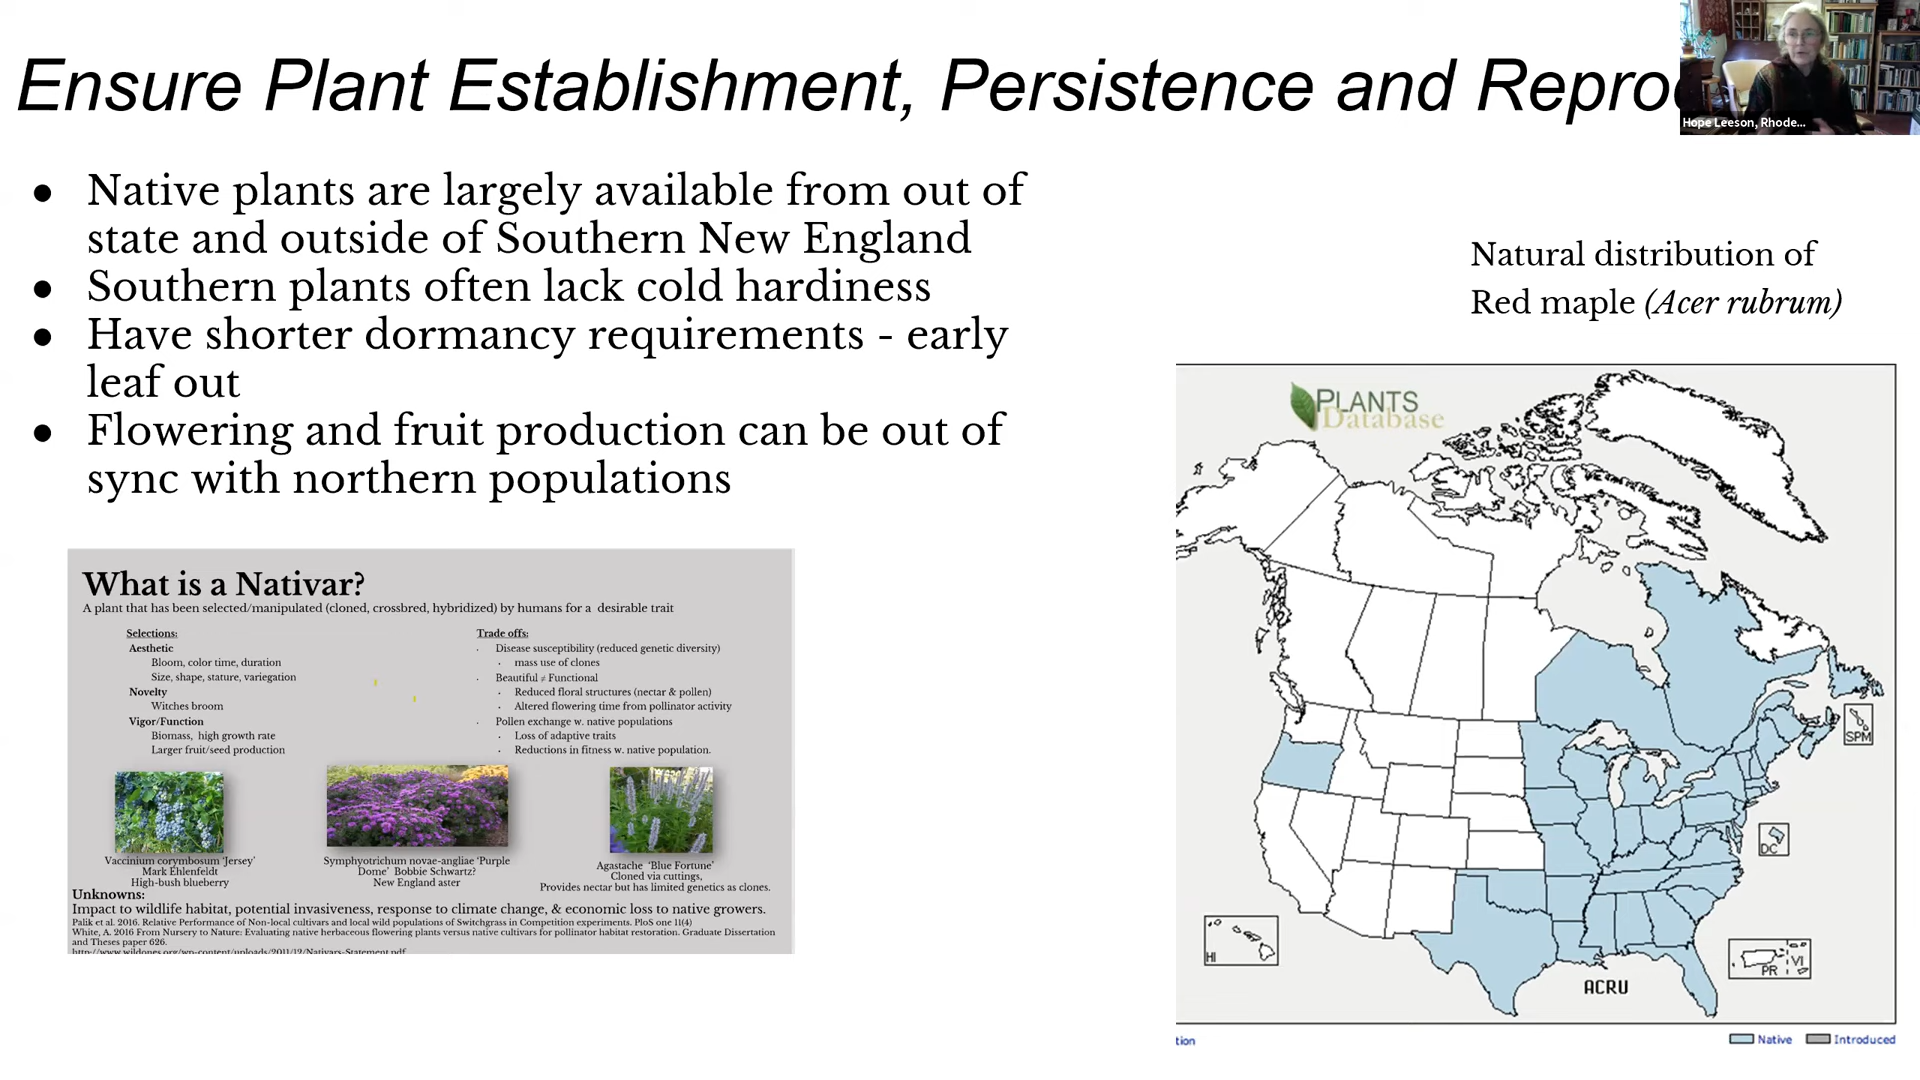 Ensure Plant Establishment, Persistence and Repro
Hope Leeson, Rhode...
● Native plants are largely available from out of
state and outside of Southern New England
● Southern plants often lack cold hardiness
● Have shorter dormancy requirements - early
leaf out
● Flowering and fruit production can be out of
sync with northern populations
Natural distribution of
Red maple (Acer rubrum)
What is a Nativar?
A plant that has been selected/manipulated (cloned, crossbred, hybridized) by humans for a desirable trait
Selections:
Aesthetic
Bloom, color time, duration
Size, shape, stature, variegation
Novelty
Witches broom
Vigor/Function
Biomass, high growth rate
Larger fruit/seed production
Trade offs:
Disease susceptibility (reduced genetic diversity)
mass use of clones
Beautiful ≠ Functional
Reduced floral structures (nectar & pollen)
Altered flowering time from pollinator activity
Pollen exchange w. native populations
Loss of adaptive traits
Reductions in fitness w. native population.
Vaccinium corymbosum 'Jersey'
Mark Ehlenfeldt
High-bush blueberry
Symphyotrichum novae-angliae 'Purple
Dome' Bobbie Schwartz?
New England aster
Agastache 'Blue Fortune'
Cloned via cuttings,
Provides nectar but has limited genetics as clones.
Unknowns:
Impact to wildlife habitat, potential invasiveness, response to climate change, & economic loss to native growers.
Palik et al. 2016. Relative Performance of Non-local cultivars and local wild populations of Switchgrass in Competition experiments. PloS one 11(4)
White, A. 2016 From Nursery to Nature: Evaluating native herbaceous flowering plants versus native cultivars for pollinator habitat restoration. Graduate Dissertation
and Theses paper 626.
http://www.wildones.org/wp-content/uploads/2011/12/Nativars-Statement.pdf
PLANTS
Database
SPM
DC
HI
PR
VI
ACRU
tion
Native
Introduced